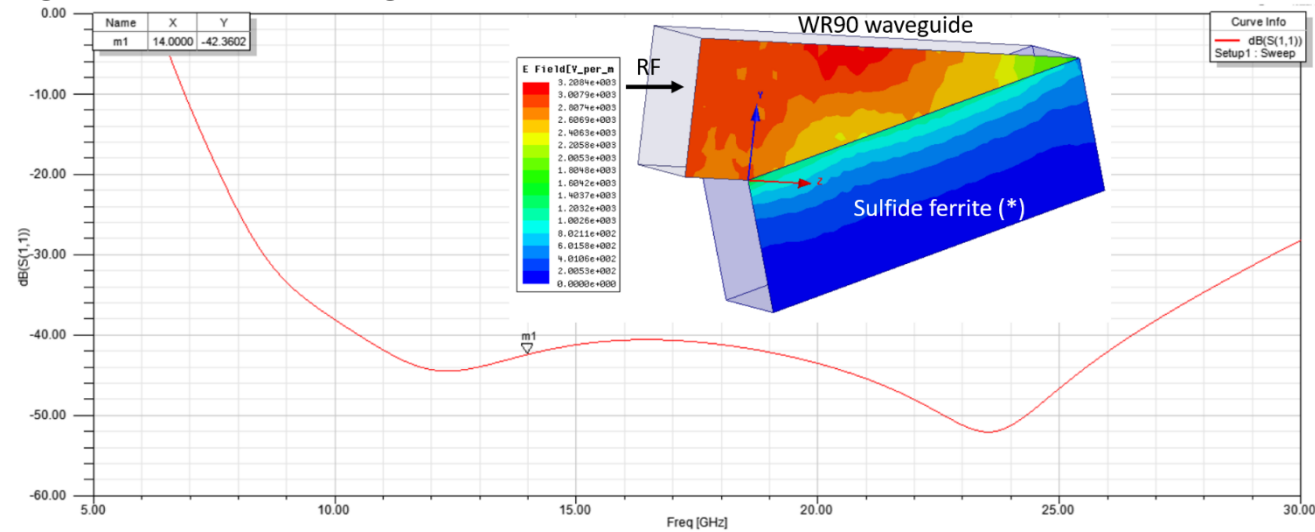 0.00
-10.00
-20.00
-30.00
-40.00
-50.00
-60.00
dB(S(1,1))
Name X Y
m1 14.0000 -42.3602
Curve Info
dB(S(1,1))
Setup1 : Sweep
WR90 waveguide
RF
E Field[V_per_m
3.2084e+003
3.0079e+003
2.8074e+003
2.6069e+003
2.4063e+003
2.2058e+003
2.0053e+003
1.8048e+003
1.6042e+003
1.4037e+003
1.2032e+003
1.0026e+003
8.0211e+002
6.0158e+002
4.0106e+002
2.0053e+002
0.0000e+000
Y
Z
Sulfide ferrite (*)
m1
5.00 10.00 15.00 20.00 25.00 30.00
Freq [GHz]